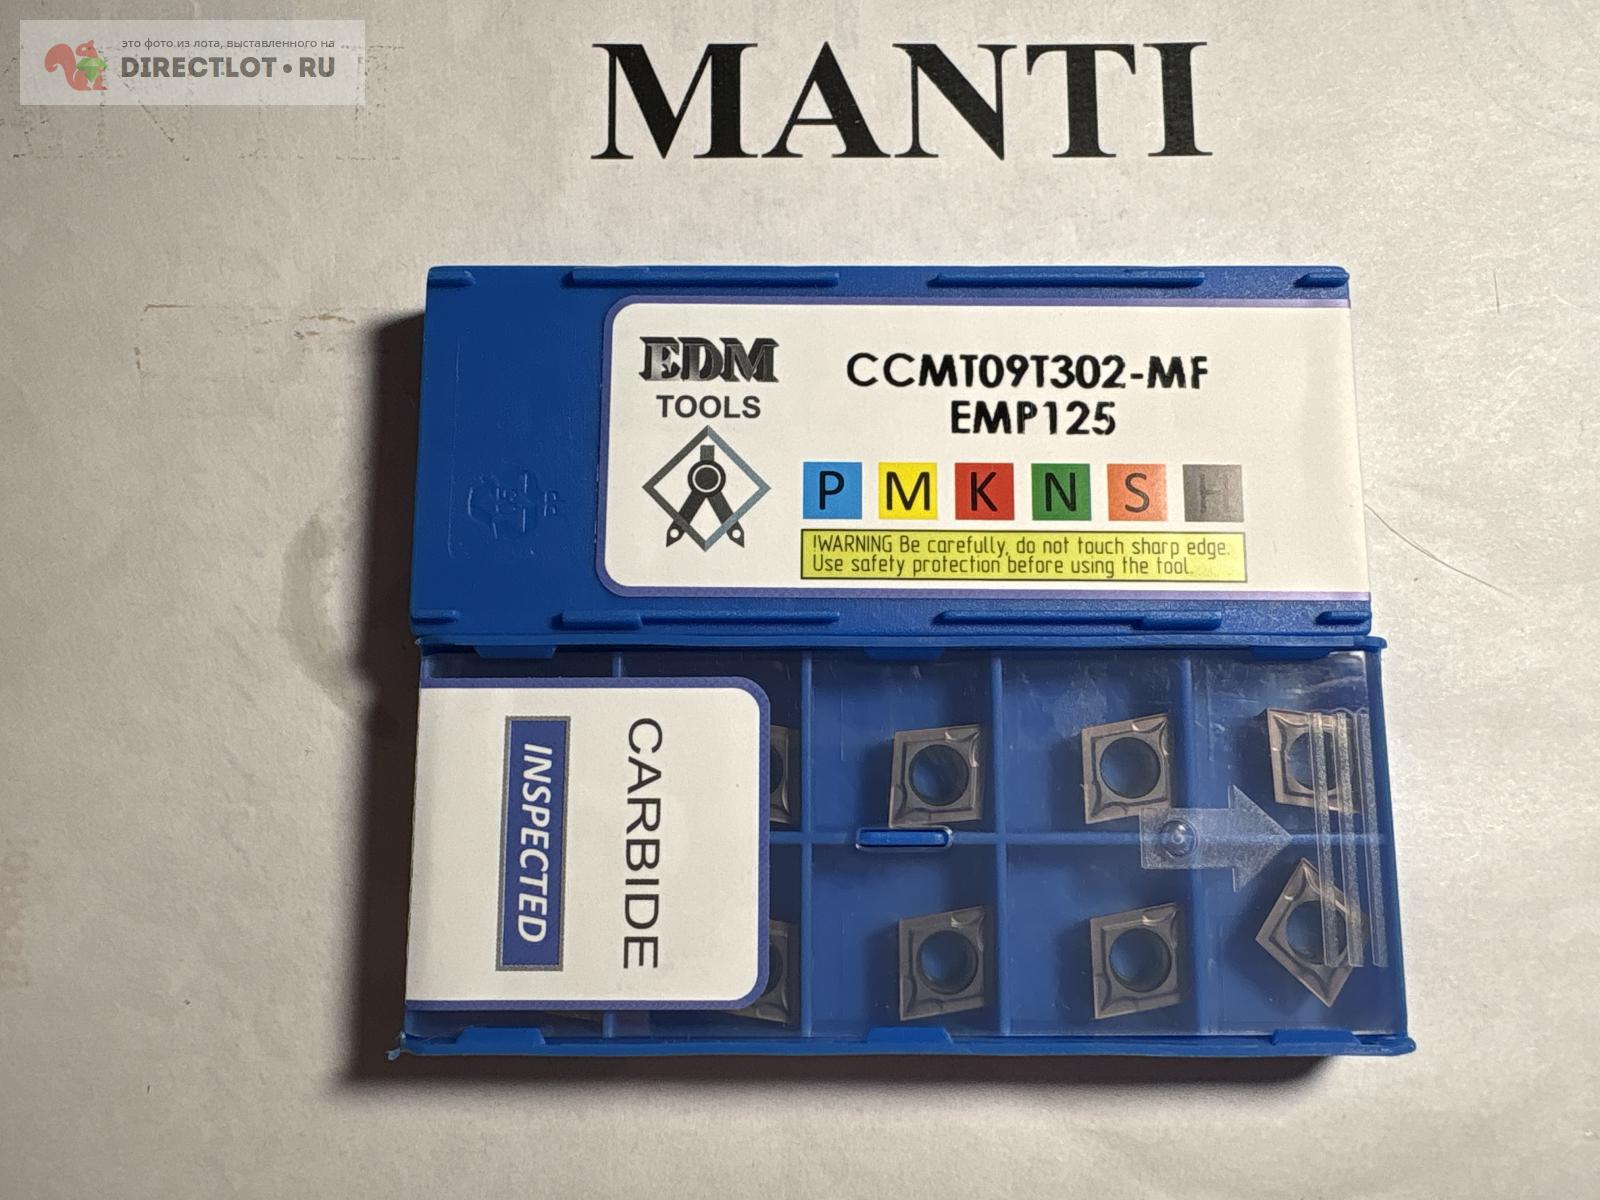 это фото из лота, выставленного на
DIRECTLOT•RU
MANTI
EDM
TOOLS
CCMT09T302-MF
EMP125
P M K N S H
!WARNING Be carefully, do not touch sharp edge.
Use safety protection before using the tool.
CARBIDE
INSPECTED